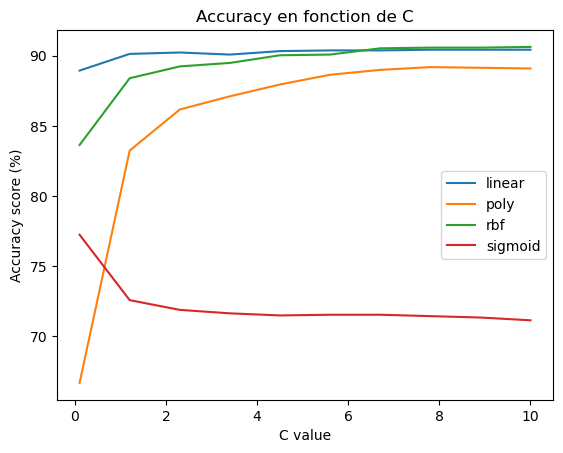 Accuracy en fonction de C
Accuracy score (%)
90
85
80
75
70
linear
poly
rbf
sigmoid
0 2 4 6 8 10
C value